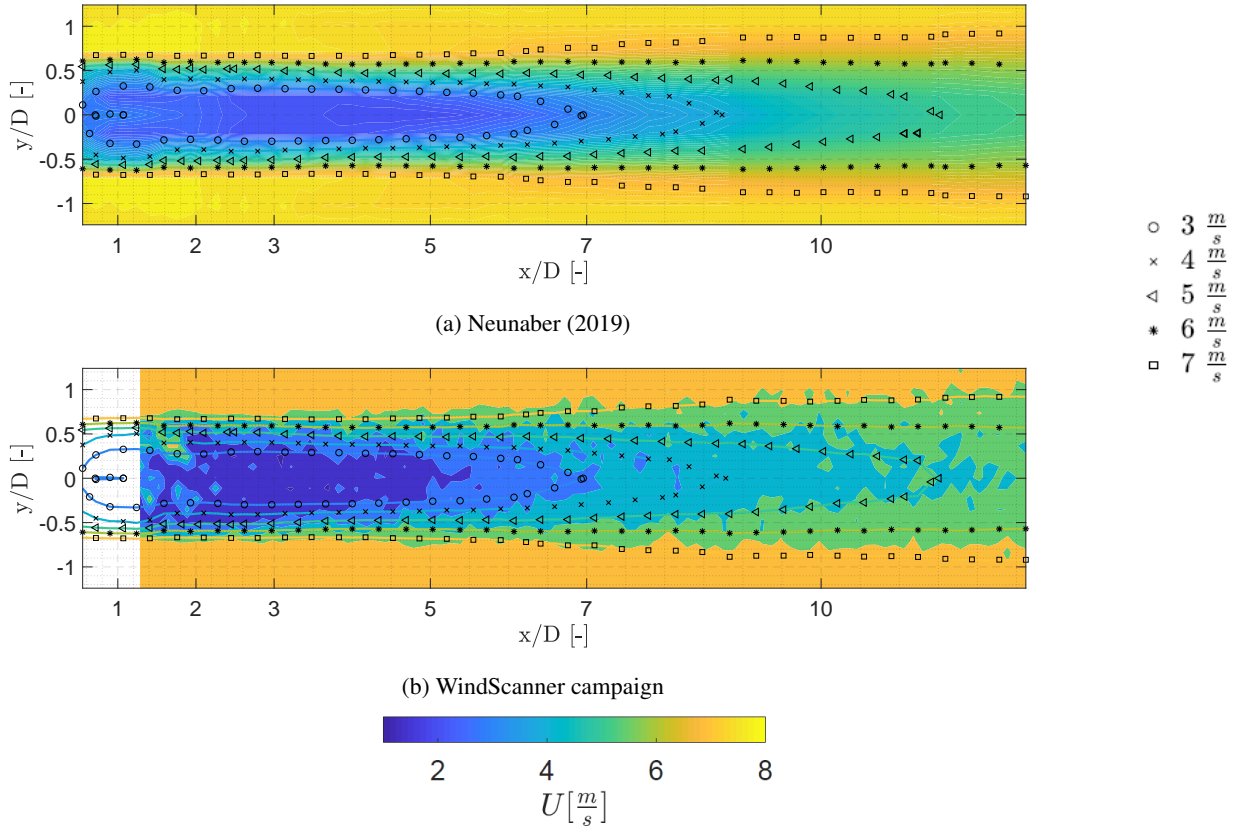 1
0.5
0
-0.5
-1
y/D [-]
1 2 3 5 7 10
x/D [-]
(a) Neunaber (2019)
3 m/s
4 m/s
5 m/s
6 m/s
7 m/s
1
0.5
0
-0.5
-1
y/D [-]
1 2 3 5 7 10
x/D [-]
(b) WindScanner campaign
2 4 6 8
U[m/s]